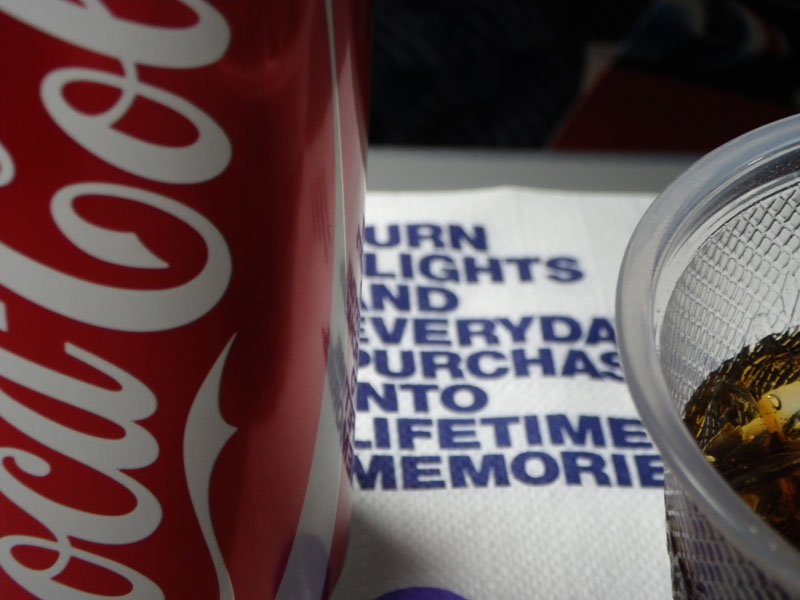 Coca-Cola
URN
LIGHTS
AND
EVERYDA
PURCHAS
NTO
LIFETIME
MEMORIE